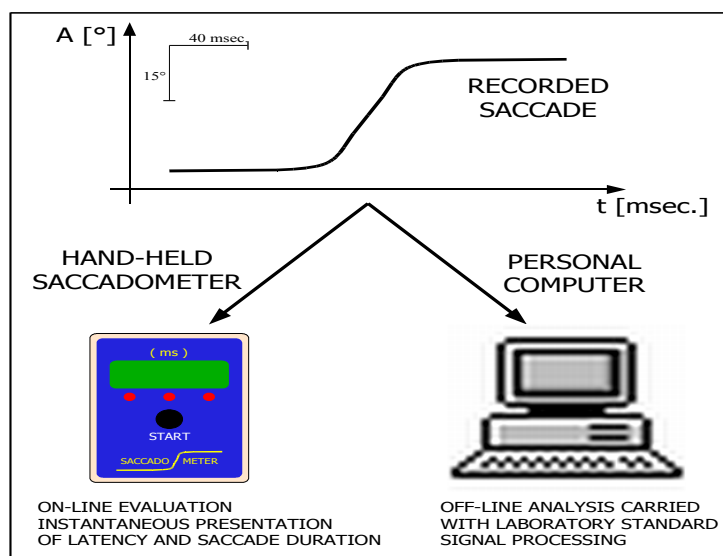 A [°]
40 msec.
15°
RECORDED
SACCADE
t [msec.]
HAND-HELD
SACCADOMETER
PERSONAL
COMPUTER
( ms )
START
SACCADO METER
ON-LINE EVALUATION
INSTANTANEOUS PRESENTATION
OF LATENCY AND SACCADE DURATION
OFF-LINE ANALYSIS CARRIED
WITH LABORATORY STANDARD
SIGNAL PROCESSING